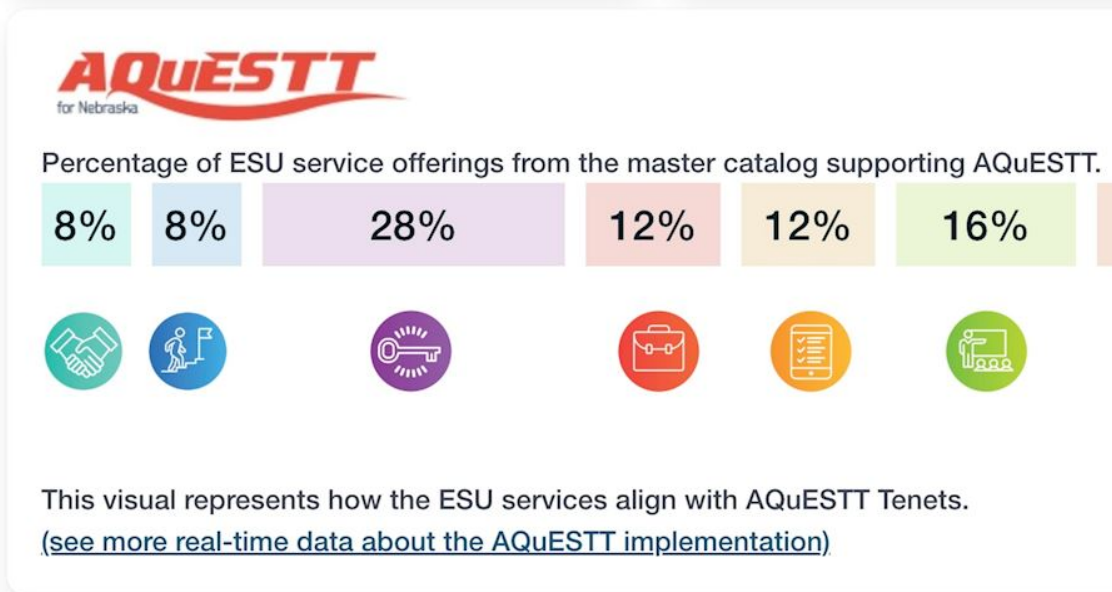 AQuESTT
for Nebraska
Percentage of ESU service offerings from the master catalog supporting AQuESTT.
8% 8% 28% 12% 12% 16%
This visual represents how the ESU services align with AQuESTT Tenets.
(see more real-time data about the AQuESTT implementation)